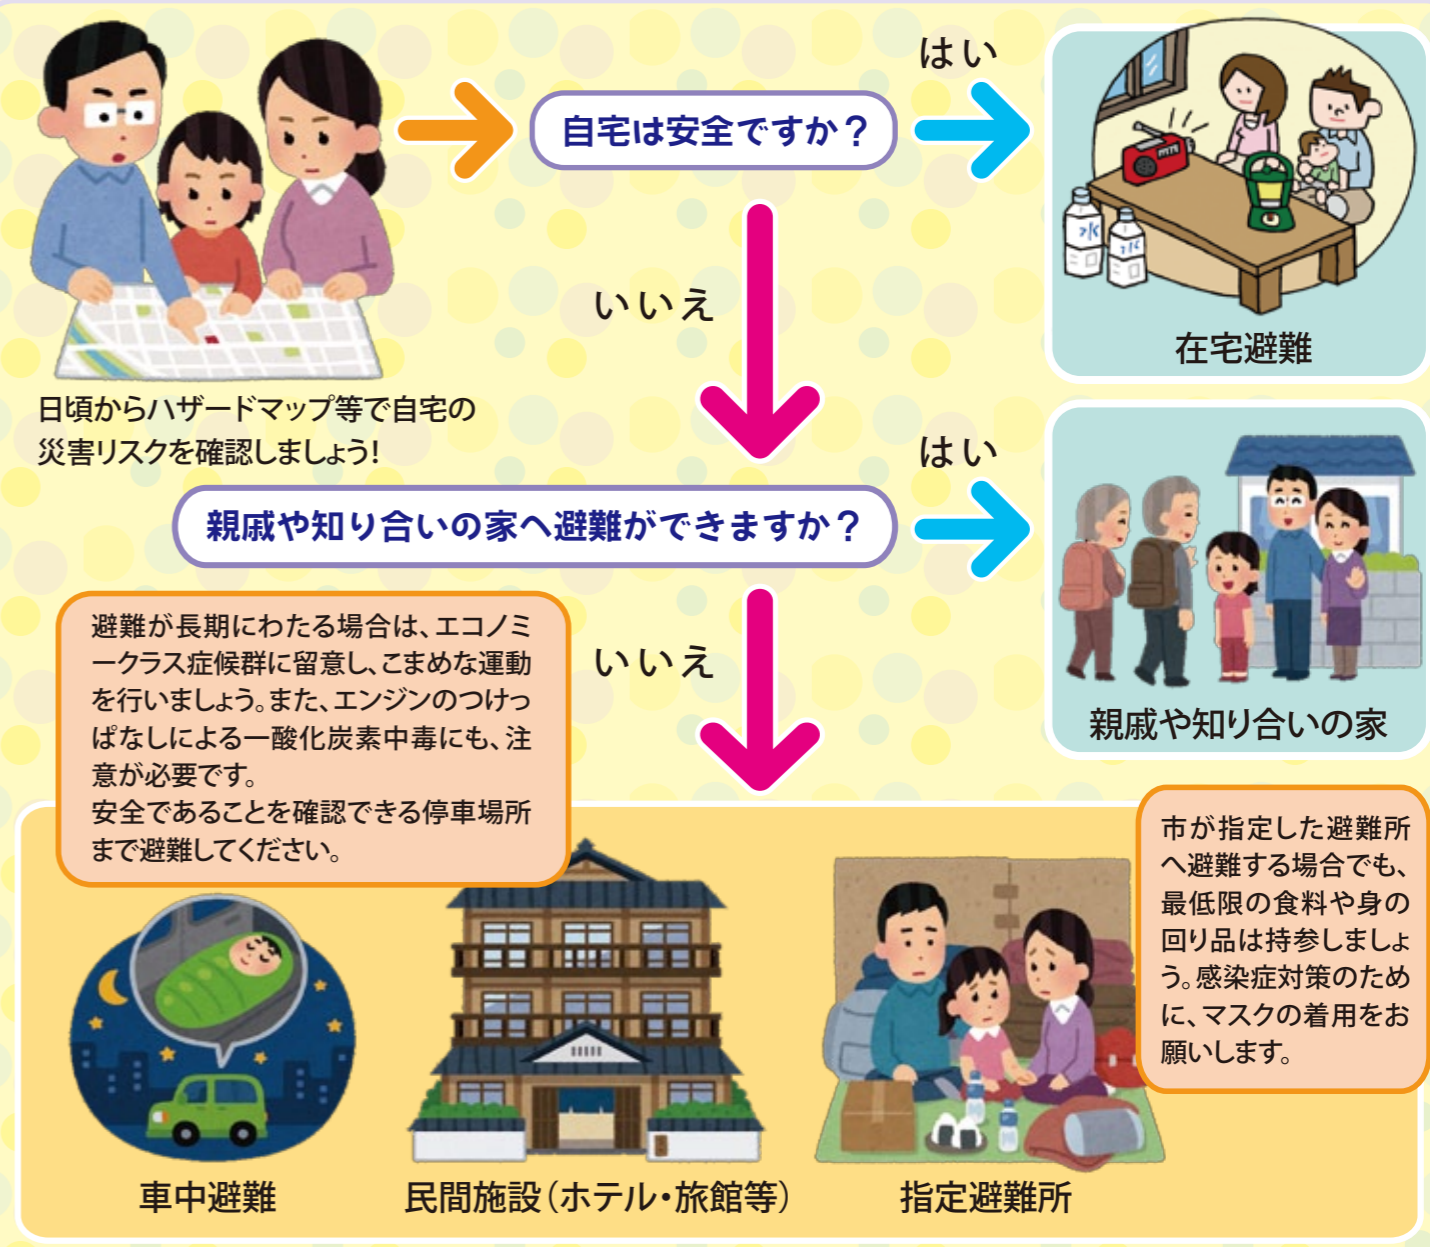 はい
自宅は安全ですか？
水
水
いいえ
在宅避難
日頃からハザードマップ等で自宅の
災害リスクを確認しましょう!
はい
親戚や知り合いの家へ避難ができますか？
親戚や知り合いの家
いいえ
避難が長期にわたる場合は、エコノミ
ークラス症候群に留意し、こまめな運動
を行いましょう。また、エンジンのつけっ
ぱなしによる一酸化炭素中毒にも、注
意が必要です。
安全であることを確認できる停車場所
まで避難してください。
市が指定した避難所
へ避難する場合でも、
最低限の食料や身の
回り品は持参しましょ
う。感染症対策のため
に、マスクの着用をお
願いします。
車中避難
民間施設（ホテル・旅館等）
指定避難所